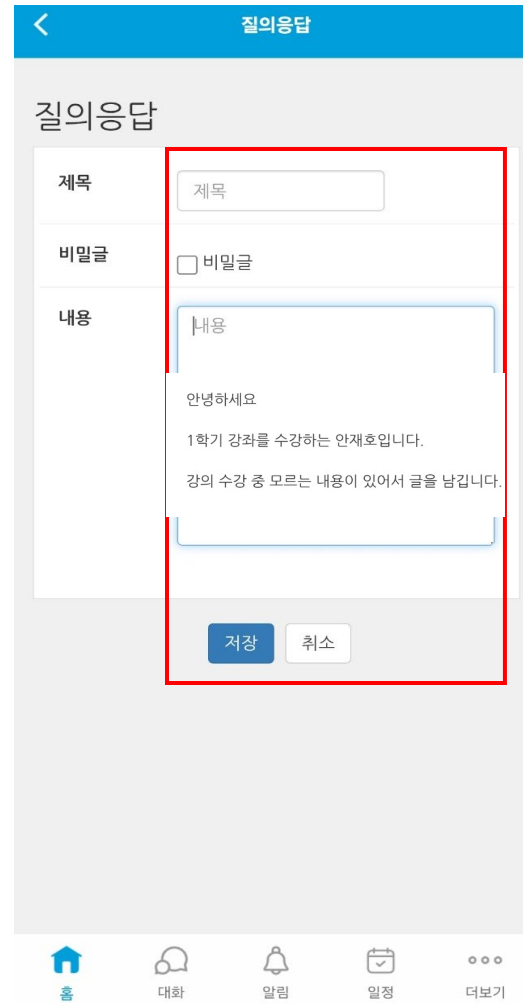 질의응답
질의응답
제목
제목
비밀글
비밀글
내용
내용
안녕하세요
1학기 강좌를 수강하는 안재호입니다.
강의 수강 중 모르는 내용이 있어서 글을 남깁니다.
저장 취소
홈 대화 알림 일정 더보기